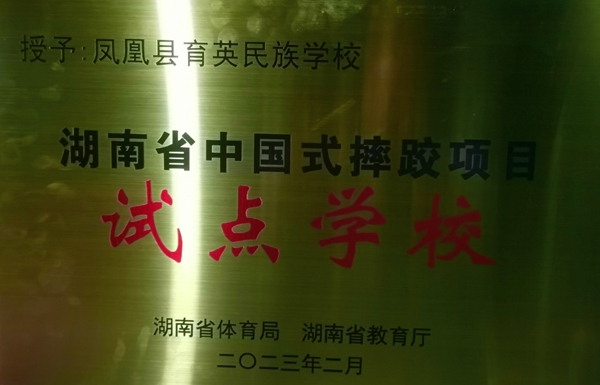 授予:凤凰县育英民族学校
湖南省中国式摔跤项目
试点学校
湖南省体育局 湖南省教育厅
二〇二三年二月